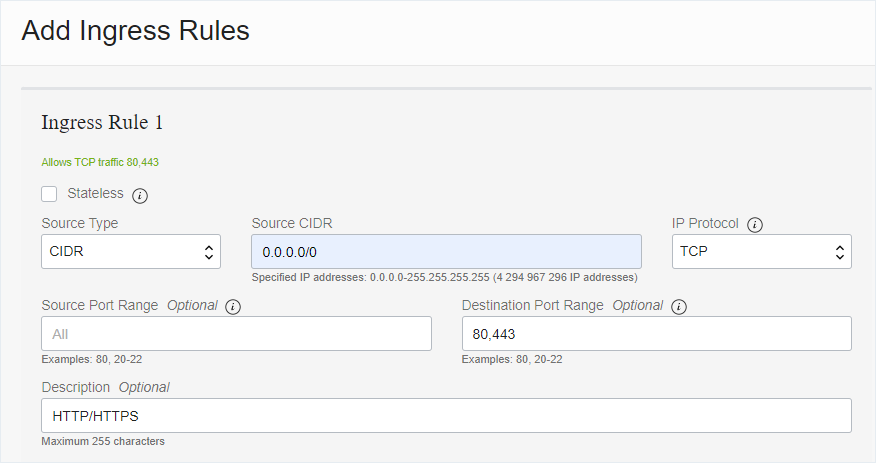 Add Ingress Rules
Ingress Rule 1
Allows TCP traffic 80,443
Stateless i
Source Type
Source CIDR
IP Protocol i
CIDR
0.0.0.0/0
TCP
Specified IP addresses: 0.0.0.0-255.255.255.255 (4 294 967 296 IP addresses)
Source Port Range Optional i
Destination Port Range Optional i
All
80,443
Examples: 80, 20-22
Examples: 80, 20-22
Description Optional
HTTP/HTTPS
Maximum 255 characters